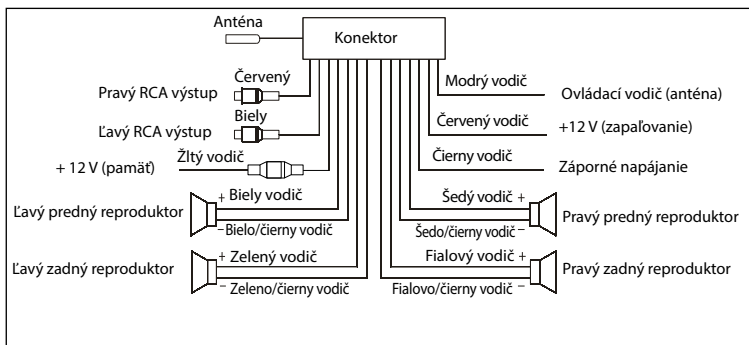 Anténa
Konektor
Červený
Pravý RCA výstup
Biely
Ľavý RCA výstup
Žltý vodič
+ 12 V (pamäť)
+ Biely vodič
Ľavý predný reproduktor
– Bielo/čierny vodič
+ Zelený vodič
Ľavý zadný reproduktor
– Zeleno/čierny vodič
Modrý vodič
Ovládací vodič (anténa)
Červený vodič
+12 V (zapaľovanie)
Čierny vodič
Záporné napájanie
Šedý vodič +
Pravý predný reproduktor
Šedo/čierny vodič –
Fialový vodič +
Pravý zadný reproduktor
Fialovo/čierny vodič –